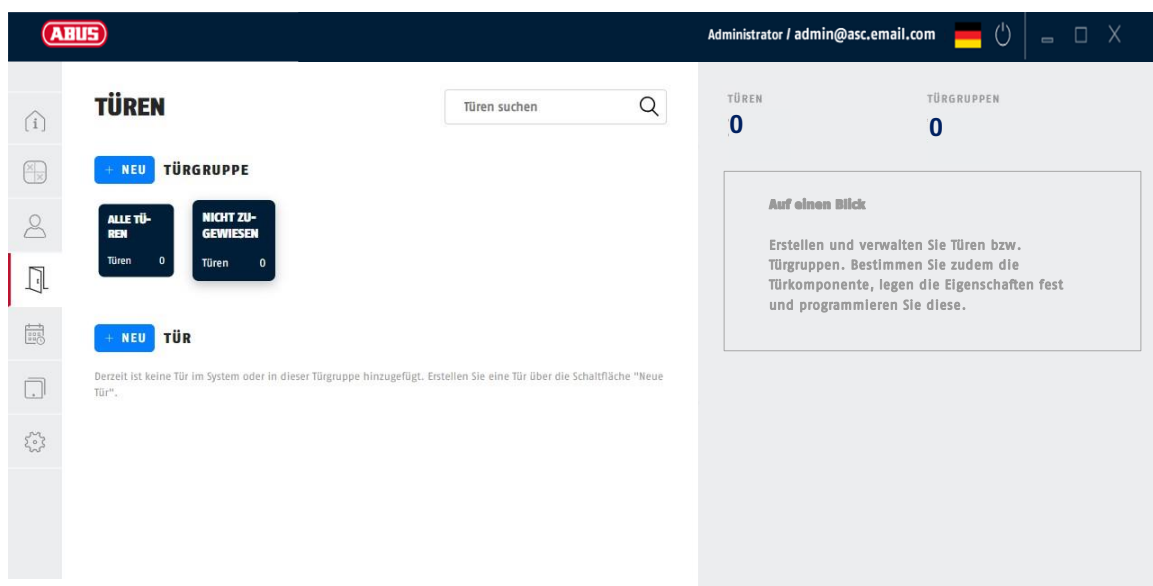 ABUS
Administrator / admin@asc.email.com
TÜREN
Türen suchen
+ NEU TÜRGRUPPE
ALLE TÜ-
REN
Türen 0
NICHT ZU-
GEWIESEN
Türen 0
+ NEU TÜR
Derzeit ist keine Tür im System oder in dieser Türgruppe hinzugefügt. Erstellen Sie eine Tür über die Schaltfläche "Neue
Tür".
TÜREN
0
TÜRGRUPPEN
0
Auf einen Blick
Erstellen und verwalten Sie Türen bzw.
Türgruppen. Bestimmen Sie zudem die
Türkomponente, legen die Eigenschaften fest
und programmieren Sie diese.